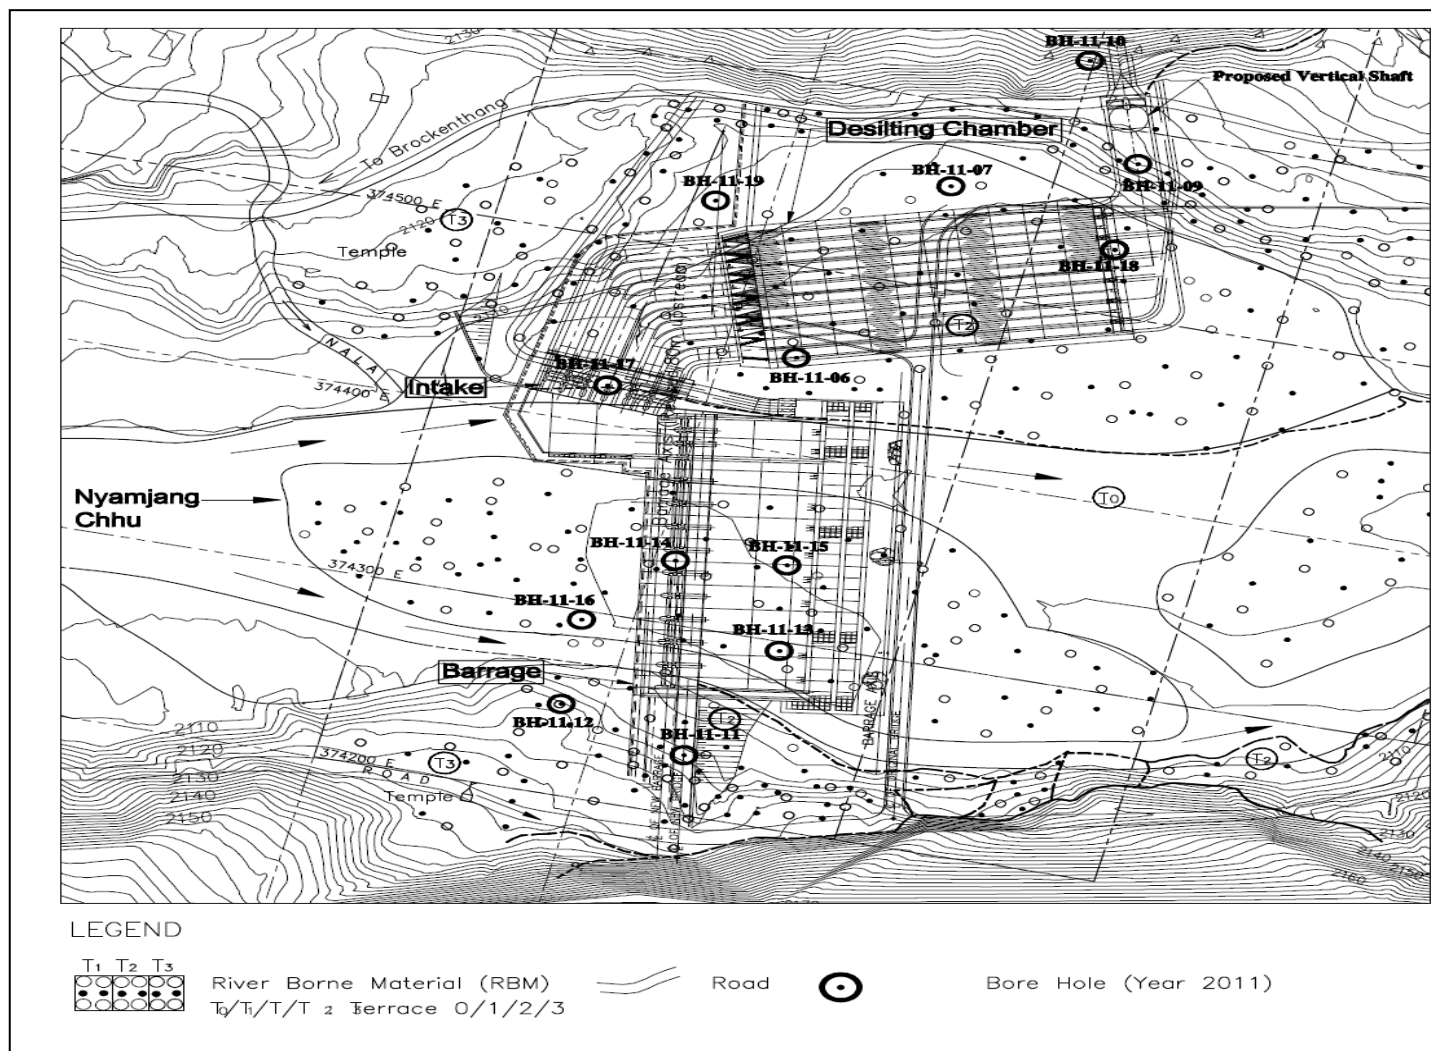 2130
BH-11-10
Proposed Vertical Shaft
To Brockenthang
Desilting Chamber
BH-11-19
BH-11-07
BH-11-09
374500 E
T3
2120
Temple
BH-11-18
2110
T2
NALA
BH-11-17
BH-11-06
Intake
374400 E
Nyamjang
Chhu
T0
BH-11-14
BH-11-15
374300 E
BH-11-16
BH-11-13
Barrage
BARRAGE AXIS
BH-11-12
T2
BH-11-11
2110
2120
2130
2140
2150
374200 E
ROAD
T3
Temple
T2
2110
2120
2130
2140
2150
2160
LEGEND
T1 T2 T3
River Borne Material (RBM)
Road
Bore Hole (Year 2011)
Terrace 0/1/2/3